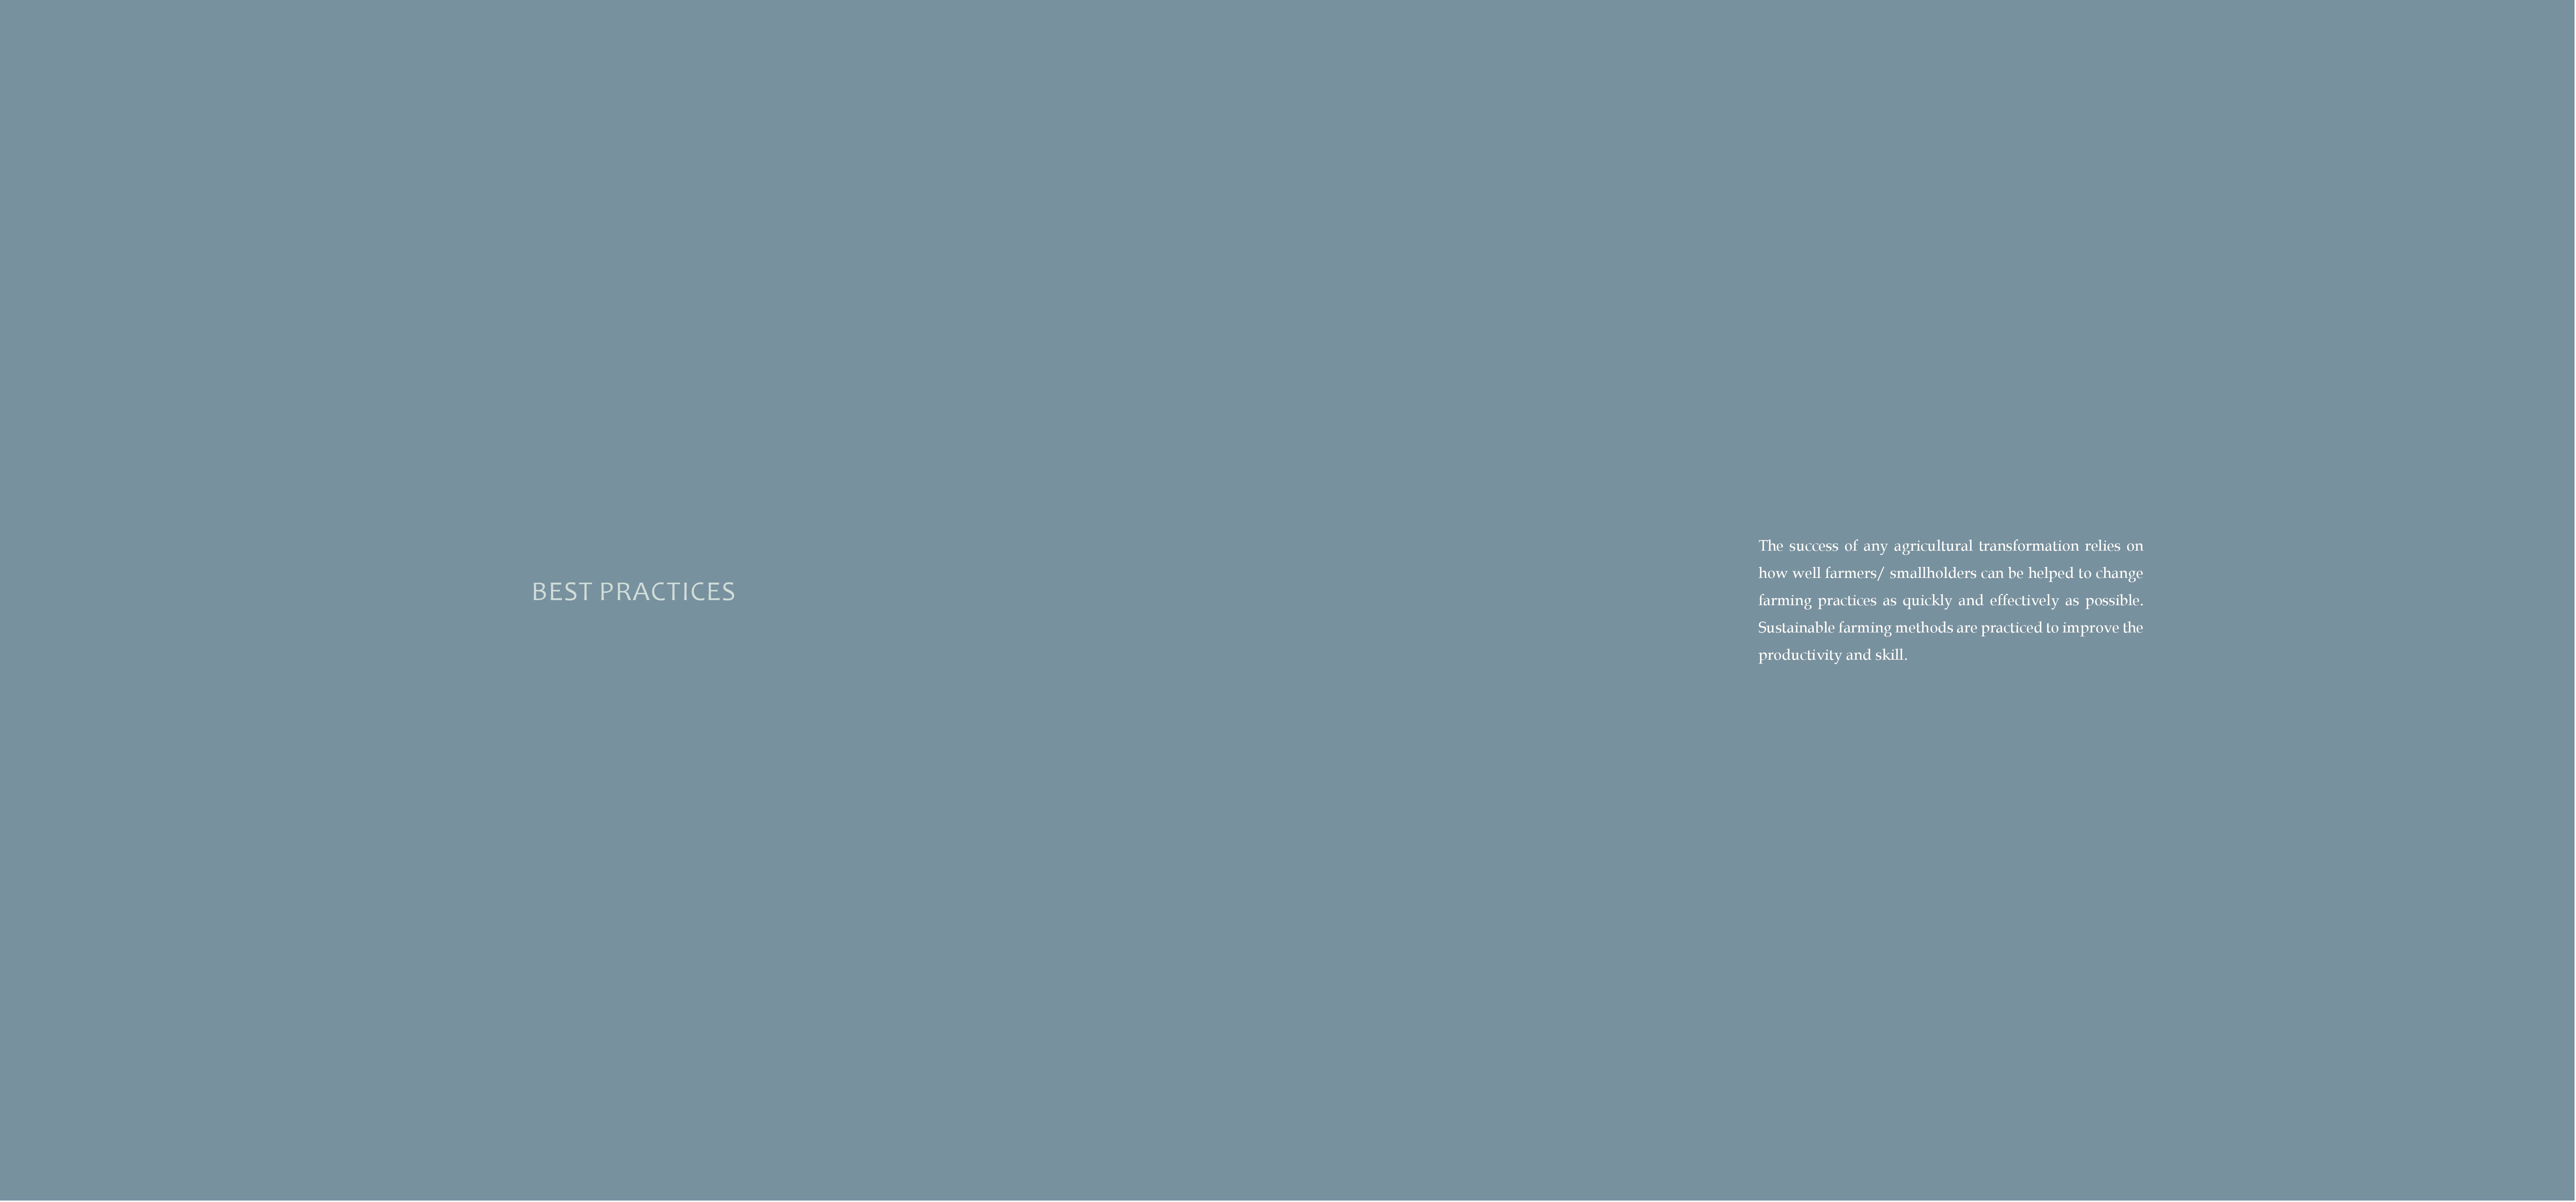 BEST PRACTICES
The success of any agricultural transformation relies on
how well farmers/ smallholders can be helped to change
farming practices as quickly and effectively as possible.
Sustainable farming methods are practiced to improve the
productivity and skill.